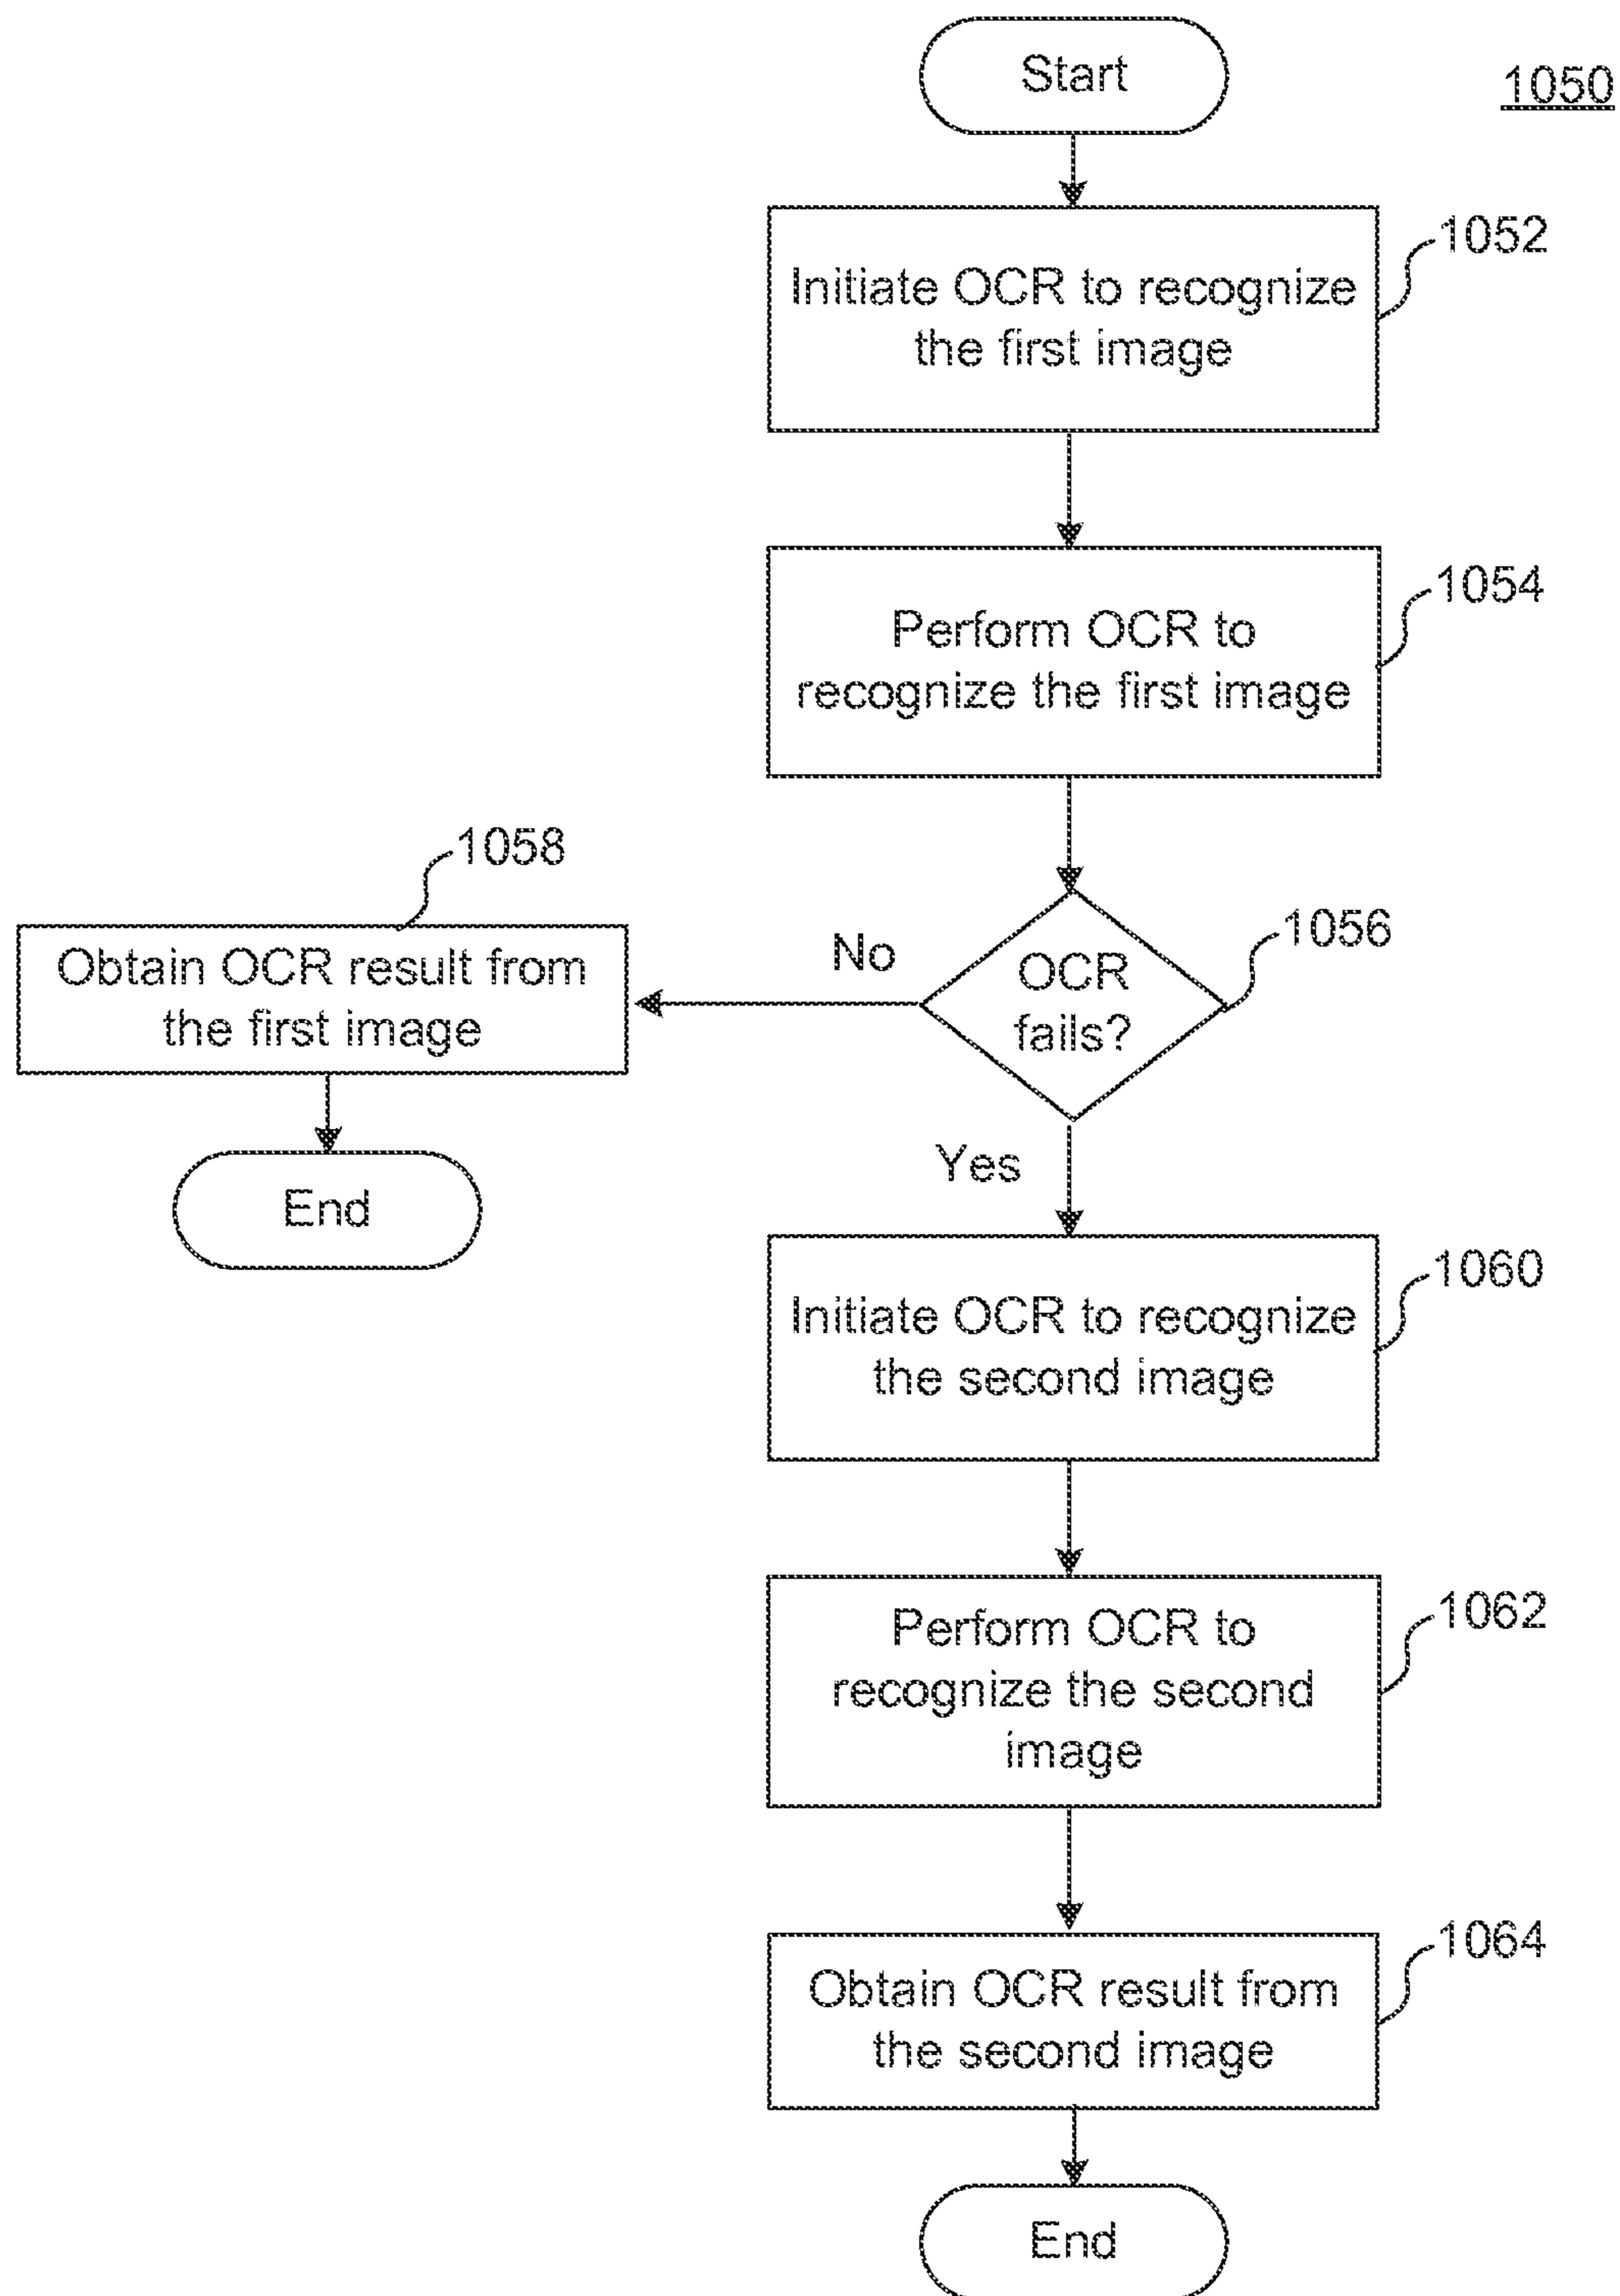 Start
1050
Initiate OCR to recognize
the first image
1052
Perform OCR to
recognize the first image
1054
OCR
fails?
1056
No
Obtain OCR result from
the first image
1058
End
Yes
Initiate OCR to recognize
the second image
1060
Perform OCR to
recognize the second
image
1062
Obtain OCR result from
the second image
1064
End